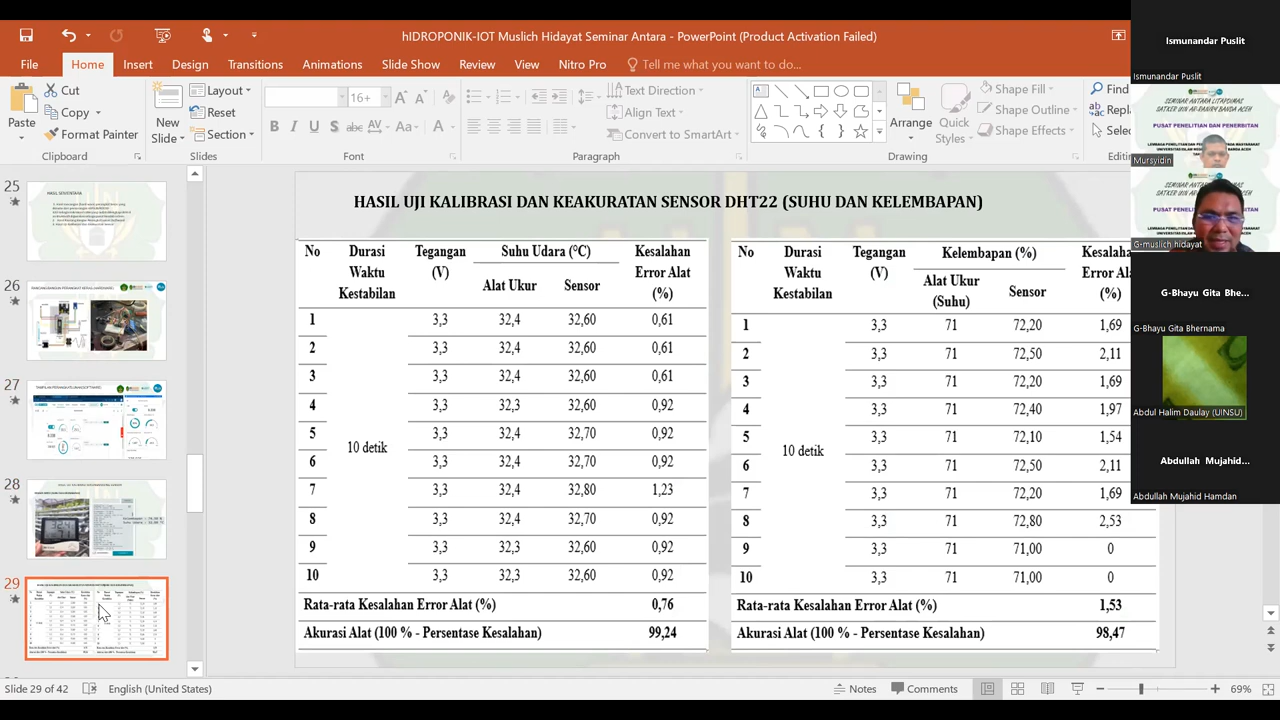 hIDROPONIK-IOT Muslich Hidayat Seminar Antara - PowerPoint (Product Activation Failed)
File Home Insert Design Transitions Animations Slide Show Review View Nitro Pro Tell me what you want to do...
Cut
Copy
Format Painter
Paste
New Slide
Layout
Reset
Section
16+
Text Direction
Align Text
Convert to SmartArt
Arrange
Quick Styles
Shape Fill
Shape Outline
Shape Effects
Find
Clipboard Slides Font Paragraph Drawing
25
26
27
28
29
HASIL UJI KALIBRASI DAN KEAKURATAN SENSOR DHT22 (SUHU DAN KELEMBAPAN)
No Durasi Waktu Kestabilan Tegangan (V) Suhu Udara (°C) Kesalahan Error Alat (%)
Alat Ukur Sensor
1 3,3 32,4 32,60 0,61
2 3,3 32,4 32,60 0,61
3 3,3 32,4 32,60 0,61
4 3,3 32,4 32,60 0,92
5 3,3 32,4 32,70 0,92
10 detik
6 3,3 32,4 32,70 0,92
7 3,3 32,4 32,80 1,23
8 3,3 32,4 32,60 0,92
9 3,3 32,4 32,60 0,92
10 3,3 32,4 32,60 0,92
Rata-rata Kesalahan Error Alat (%) 0,76
Akurasi Alat (100 % - Persentase Kesalahan) 99,24
No Durasi Waktu Kestabilan Tegangan (V) Kelembapan (%) Error Alat (%)
Alat Ukur (Suhu) Sensor
1 3,3 71 72,20 1,69
2 3,3 71 72,50 2,11
3 3,3 71 72,20 1,69
4 3,3 71 72,40 1,97
5 3,3 71 72,10 1,54
10 detik
6 3,3 71 72,50 2,11
7 3,3 71 72,20 1,69
8 3,3 71 72,80 2,53
9 3,3 71 71,00 0
10 3,3 71 71,00 0
Rata-rata Kesalahan Error Alat (%) 1,53
Akurasi Alat (100 % - Persentase Kesalahan) 98,47
Ismunandar Puslit
Ismunandar Puslit
PUSAT PENELITIAN DAN PENERBITAN
Mursyidin
G-muslich hidayat
G-Bhayu Gita Bhe...
G-Bhayu Gita Bhernama
Abdul Halim Daulay (UINSU)
Abdullah Mujahid...
Abdullah Mujahid Hamdan
Slide 29 of 42 English (United States) Notes Comments 69%